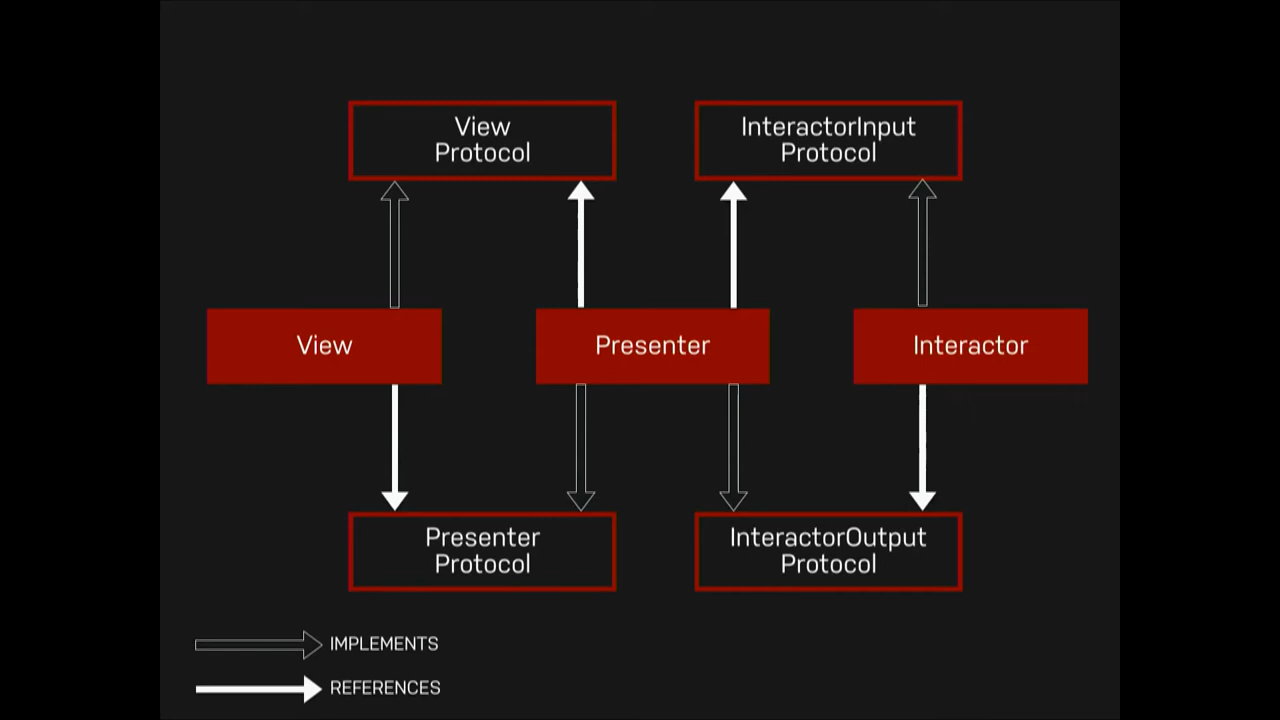 View
Protocol
InteractorInput
Protocol
View
Presenter
Interactor
Presenter
Protocol
InteractorOutput
Protocol
IMPLEMENTS
REFERENCES